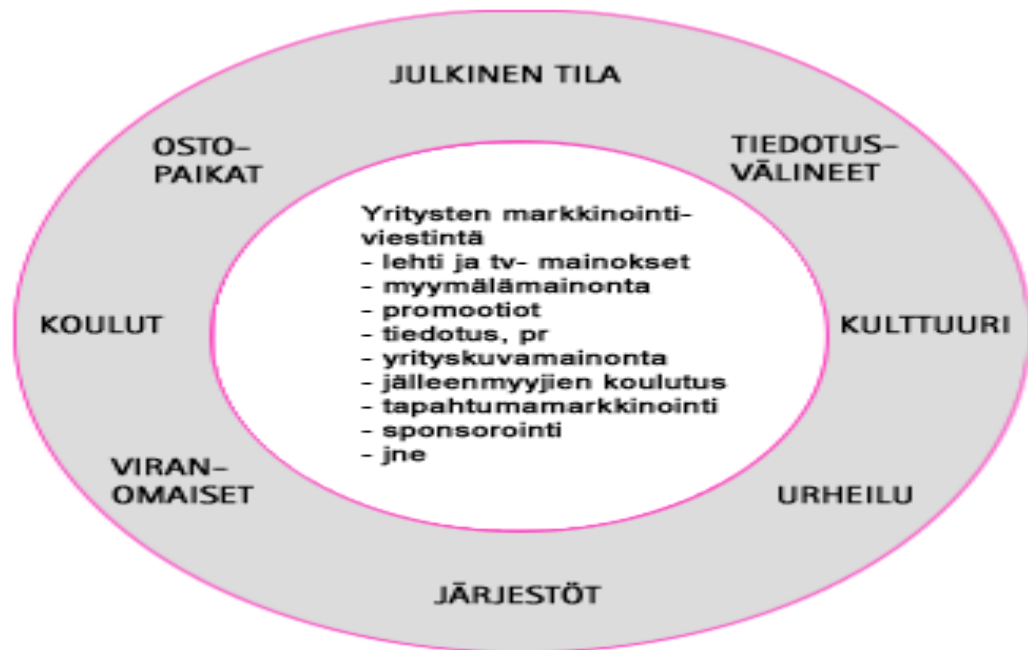 JULKINEN TILA
OSTO-
PAIKAT
TIEDOTUS-
VÄLINEET
Yritysten markkinointi-
viestintä
- lehti ja tv- mainokset
- myymälämainonta
- promootiot
- tiedotus, pr
- yrityskuvamainonta
- jälleenmyyjien koulutus
- tapahtumamarkkinointi
- sponsorointi
- jne
KOULUT
KULTTUURI
VIRAN-
OMAISET
URHEILU
JÄRJESTÖT